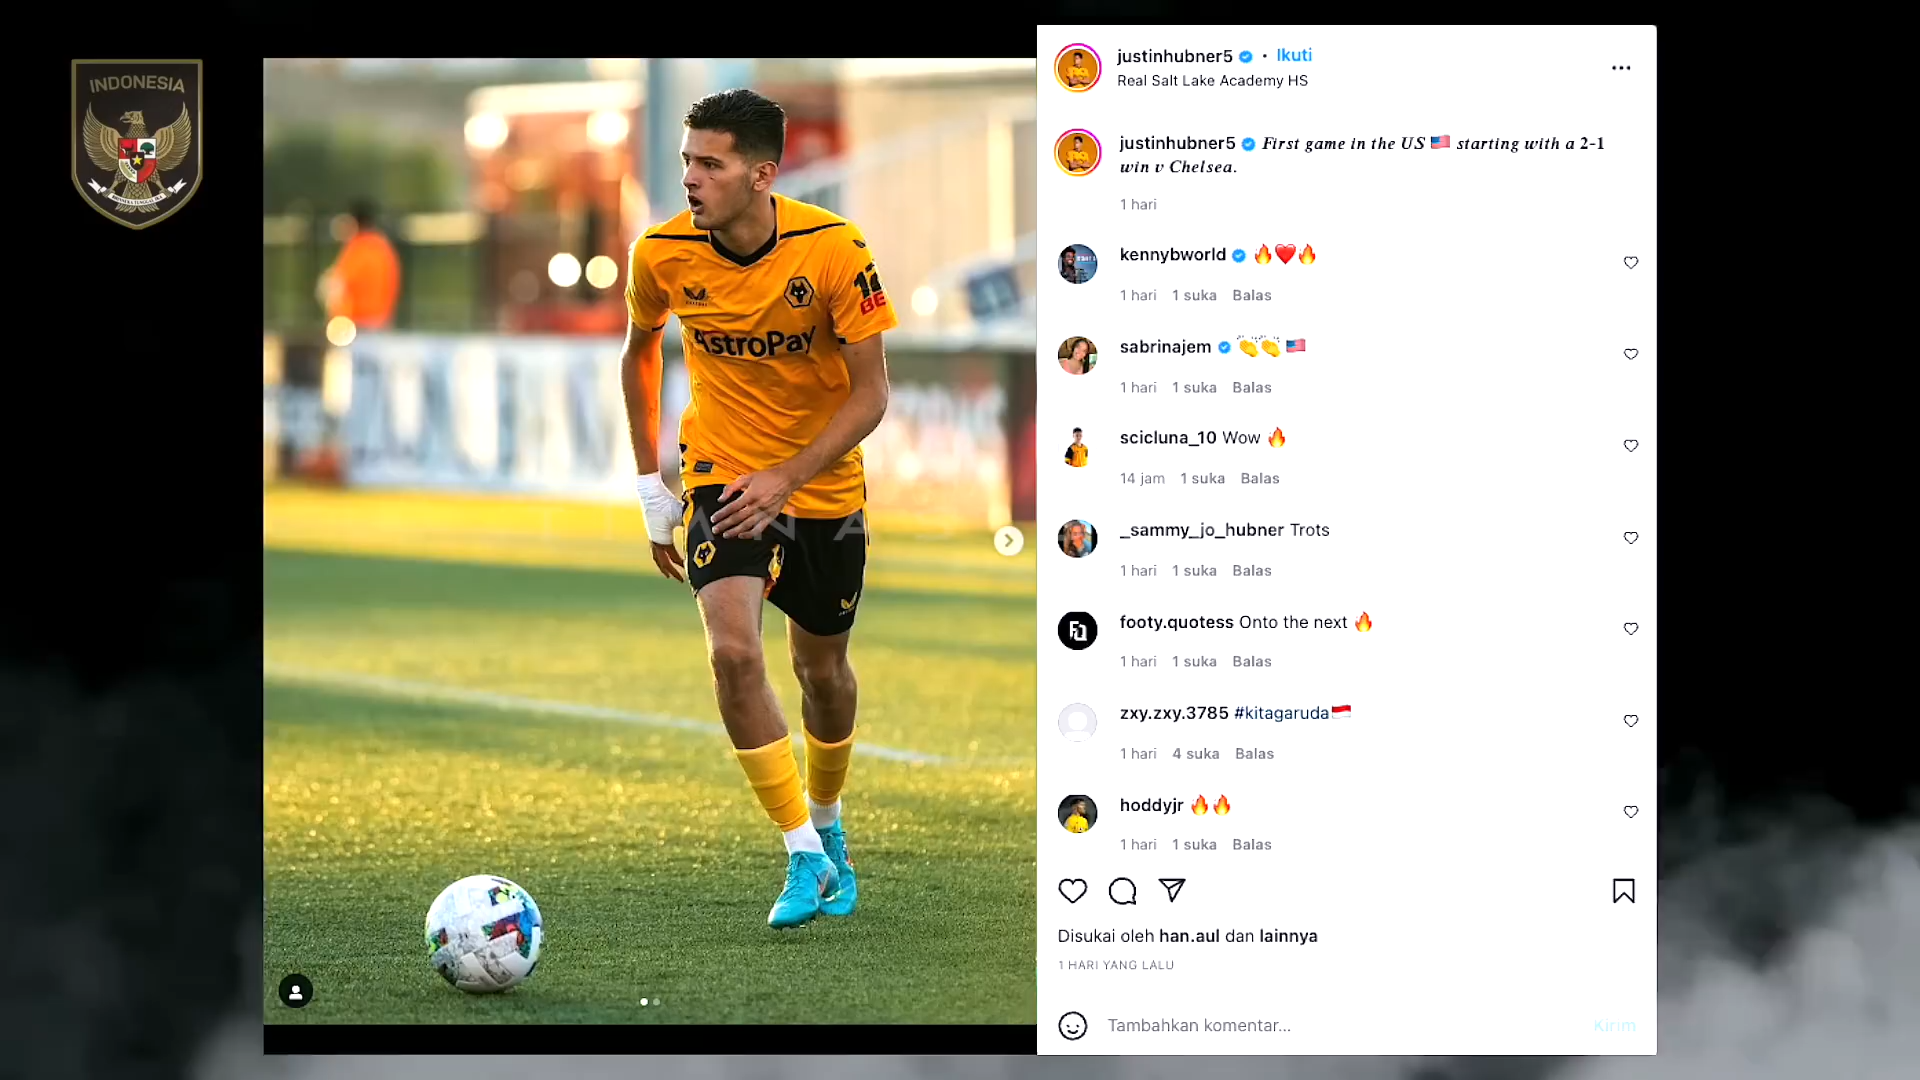 INDONESIA
AstroPay
TIMNAS
justinhubner5 • Ikuti
Real Salt Lake Academy HS
justinhubner5 First game in the US 🇺🇸 starting with a 2-1
win v Chelsea.
1 hari
kennybworld 🔥❤️🔥
1 hari 1 suka Balas
sabrinajem 👏👏 🇺🇸
1 hari 1 suka Balas
scicluna_10 Wow 🔥
14 jam 1 suka Balas
_sammy_jo_hubner Trots
1 hari 1 suka Balas
footy.quotess Onto the next 🔥
1 hari 1 suka Balas
zxy.zxy.3785 #kitagaruda🇮🇩
1 hari 4 suka Balas
hoddyjr 🔥🔥
1 hari 1 suka Balas
Disukai oleh han.aul dan lainnya
1 HARI YANG LALU
Tambahkan komentar...
Kirim